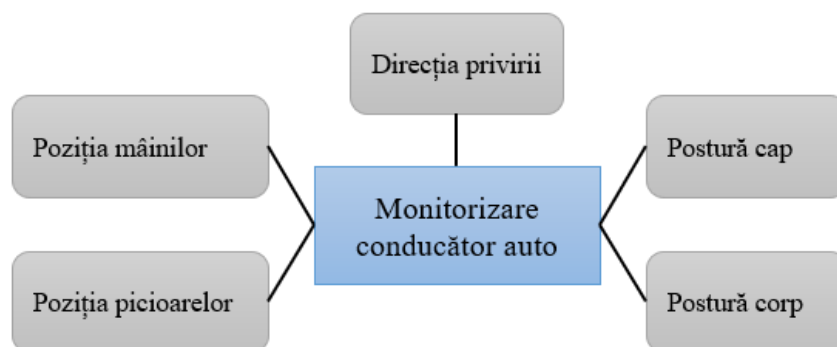 Direcția privirii
Poziția mâinilor
Postură cap
Monitorizare
conducător auto
Poziția picioarelor
Postură corp